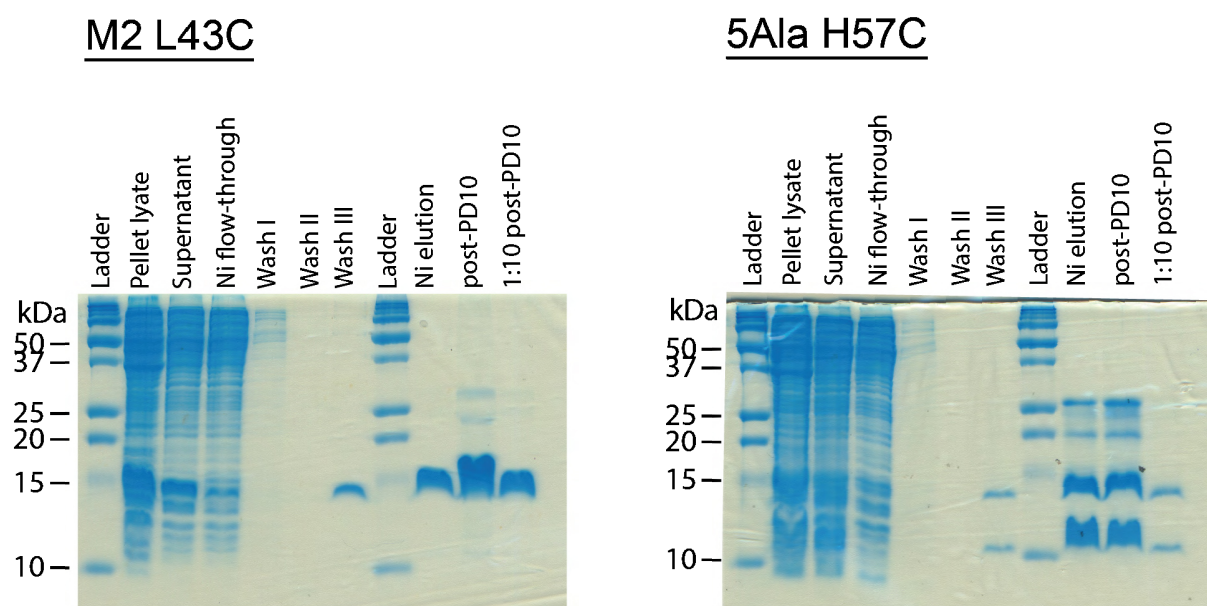 M2 L43C
5Ala H57C
Ladder
Pellet lyate
Supernatant
Ni flow-through
Wash I
Wash II
Wash III
Ladder
Ni elution
post-PD10
1:10 post-PD10
Ladder
Pellet lysate
Supernatant
Ni flow-through
Wash I
Wash II
Wash III
Ladder
Ni elution
post-PD10
1:10 post-PD10
kDa
50
37
25
20
15
10
kDa
50
37
25
20
15
10